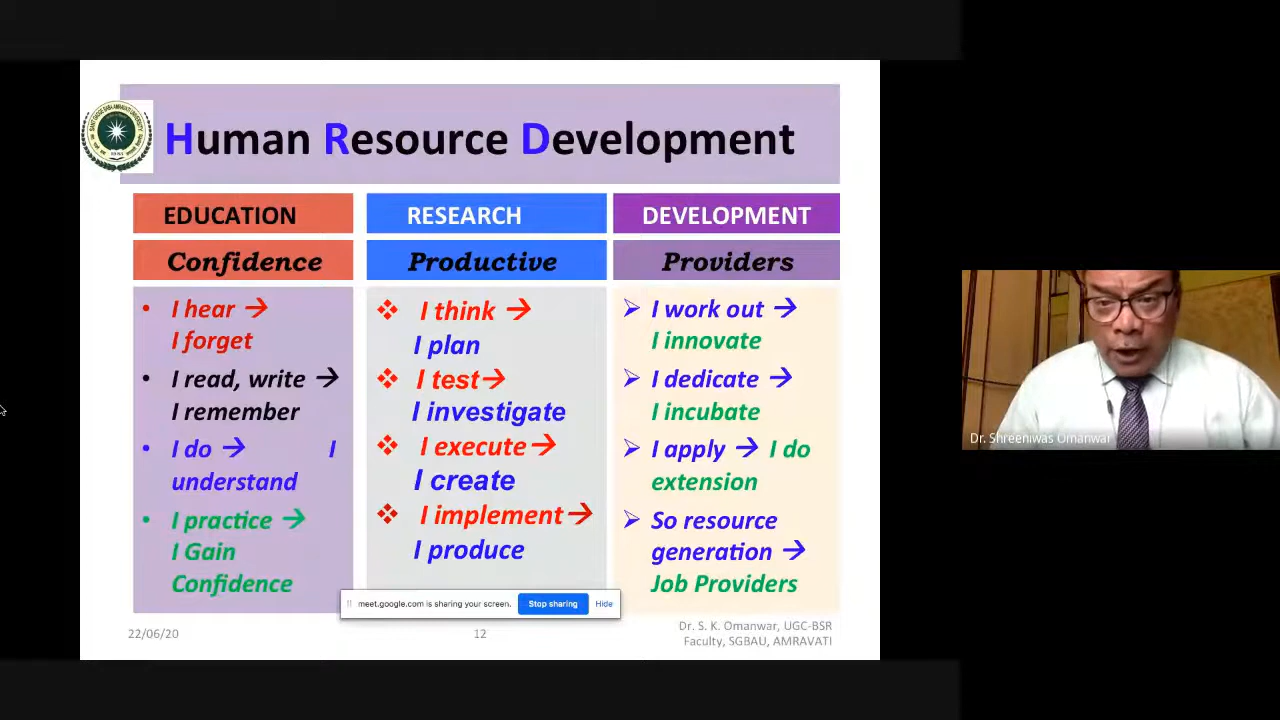 Human Resource Development
EDUCATION
Confidence
• I hear →
I forget
• I read, write →
I remember
• I do → I
understand
• I practice →
I Gain
Confidence
RESEARCH
Productive
❖ I think →
I plan
❖ I test→
I investigate
❖ I execute→
I create
❖ I implement→
I produce
DEVELOPMENT
Providers
➢ I work out →
I innovate
➢ I dedicate →
I incubate
➢ I apply → I do
extension
➢ So resource
generation →
Job Providers
meet.google.com is sharing your screen. Stop sharing Hide
22/06/20
12
Dr. S. K. Omanwar, UGC-BSR
Faculty, SGBAU, AMRAVATI
Dr. Shreeniwas Omanwar